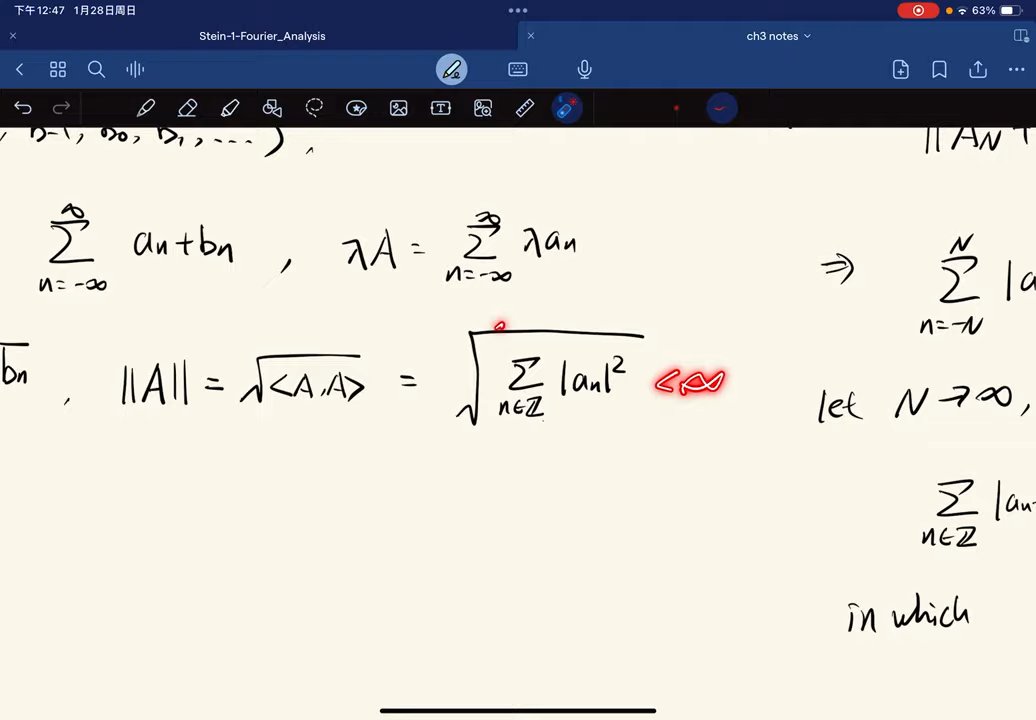 下午12:47 1月28日周日
63%
Stein-1-Fourier_Analysis
ch3 notes
, b-1, b0, b1, .... ) ,
‖AN +
∞
∑ an+bn , λA = ∑ λan
n=-∞ n=-∞
⇒ ∑ |a
N
n=-N
bn , ‖A‖ = √<A,A> = √∑ |an|² <∞
n∈ℤ
let N→∞,
∑ |an
n∈ℤ
in which